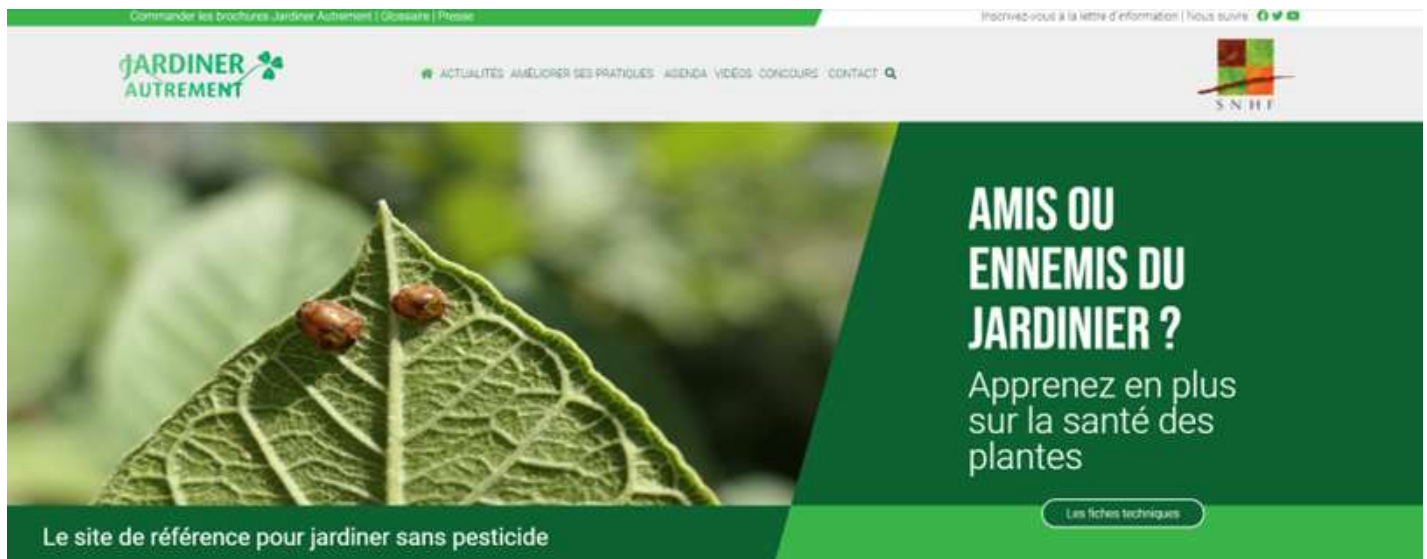 Commander les brochures Jardiner Autrement | Glossaire | Presse
Inscrivez-vous à la lettre d'information | Nous suivre
JARDINER
AUTREMENT
ACTUALITÉS AMÉLIORER SES PRATIQUES AGENDA VIDÉOS CONCOURS CONTACT
SNHF
AMIS OU
ENNEMIS DU
JARDINIER ?
Apprenez en plus
sur la santé des
plantes
Les fiches techniques
Le site de référence pour jardiner sans pesticide